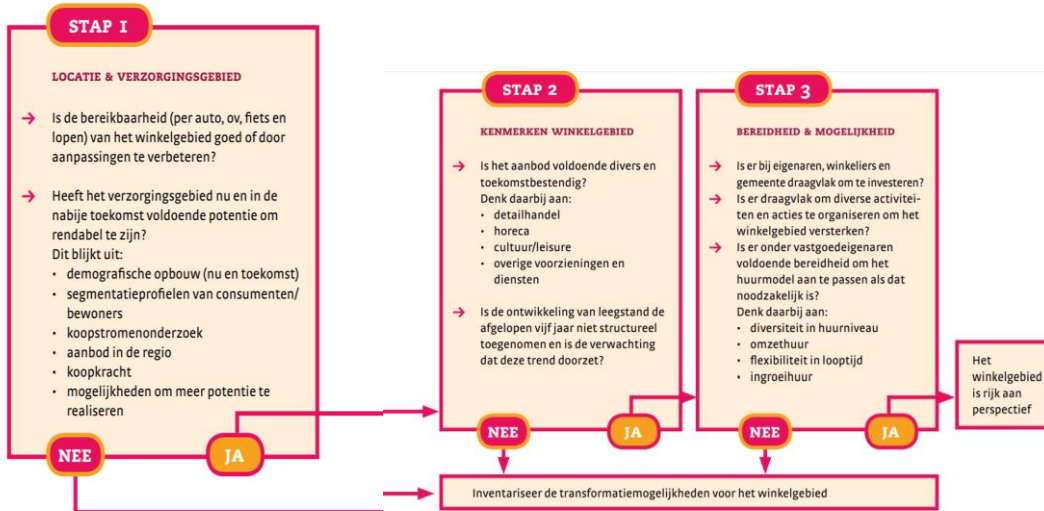 STAP 1
LOCATIE & VERZORGINGSGEBIED
→ Is de bereikbaarheid (per auto, ov, fiets en
lopen) van het winkelgebied goed of door
aanpassingen te verbeteren?
→ Heeft het verzorgingsgebied nu en in de
nabije toekomst voldoende potentie om
rendabel te zijn?
Dit blijkt uit:
• demografische opbouw (nu en toekomst)
• segmentatieprofielen van consumenten/
bewoners
• koopstromenonderzoek
• aanbod in de regio
• koopkracht
• mogelijkheden om meer potentie te
realiseren
NEE
JA
STAP 2
KENMERKEN WINKELGEBIED
→ Is het aanbod voldoende divers en
toekomstbestendig?
Denk daarbij aan:
• detailhandel
• horeca
• cultuur/leisure
• overige voorzieningen en
diensten
→ Is de ontwikkeling van leegstand de
afgelopen vijf jaar niet structureel
toegenomen en is de verwachting
dat deze trend doorzet?
NEE
JA
STAP 3
BEREIDHEID & MOGELIJKHEID
→ Is er bij eigenaren, winkeliers en
gemeente draagvlak om te investeren?
→ Is er draagvlak om diverse activitei-
ten en acties te organiseren om het
winkelgebied versterken?
→ Is er onder vastgoedeigenaren
voldoende bereidheid om het
huurmodel aan te passen als dat
noodzakelijk is?
Denk daarbij aan:
• diversiteit in huurniveau
• omzethuur
• flexibiliteit in looptijd
• ingroeihuur
NEE
JA
Het
winkelgebied
is rijk aan
perspectief
Inventariseer de transformatiemogelijkheden voor het winkelgebied